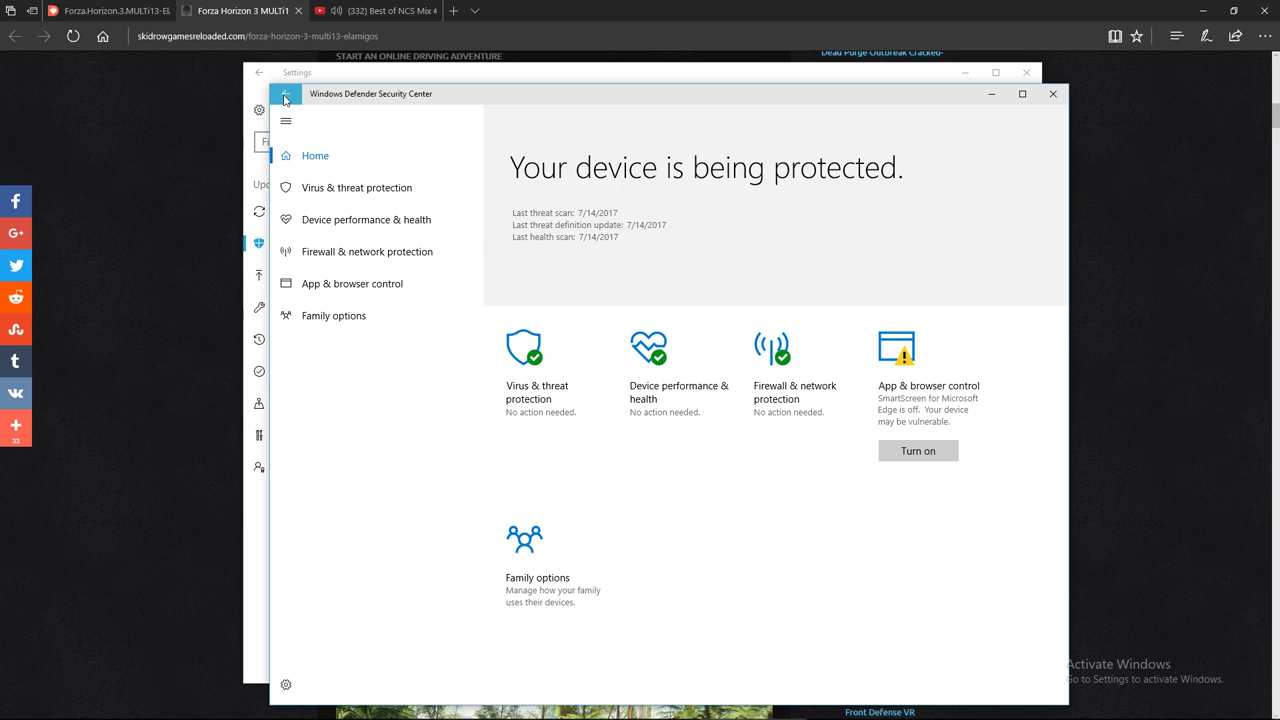 Forza.Horizon.3.MULTi13-El
Forza Horizon 3 MULTi1
(332) Best of NCS Mix
skidrowgamesreloaded.com/forza-horizon-3-multi13-elamigos
START AN ONLINE DRIVING ADVENTURE
Dead Purge Outbreak Cracked-
Settings
Windows Defender Security Center
Fi
Home
Upd
Virus & threat protection
Device performance & health
Firewall & network protection
App & browser control
Family options
Your device is being protected.
Last threat scan: 7/14/2017
Last threat definition update: 7/14/2017
Last health scan: 7/14/2017
Virus & threat
protection
No action needed.
Device performance &
health
No action needed.
Firewall & network
protection
No action needed.
App & browser control
SmartScreen for Microsoft
Edge is off. Your device
may be vulnerable.
Turn on
Family options
Manage how your family
uses their devices.
33
Activate Windows
Go to Settings to activate Windows.
Front Defense VR